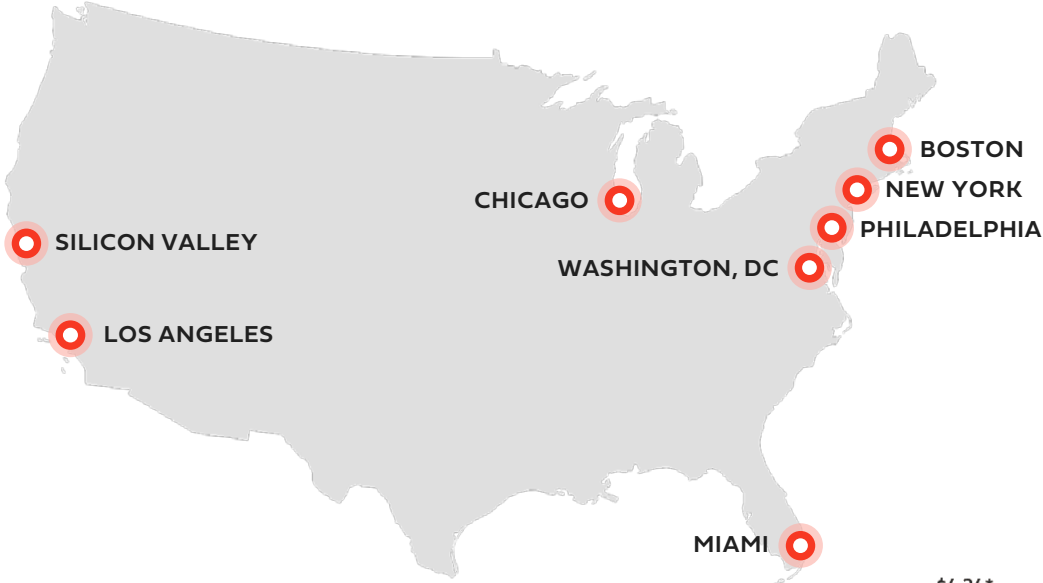 BOSTON
NEW YORK
CHICAGO
PHILADELPHIA
SILICON VALLEY
WASHINGTON, DC
LOS ANGELES
MIAMI